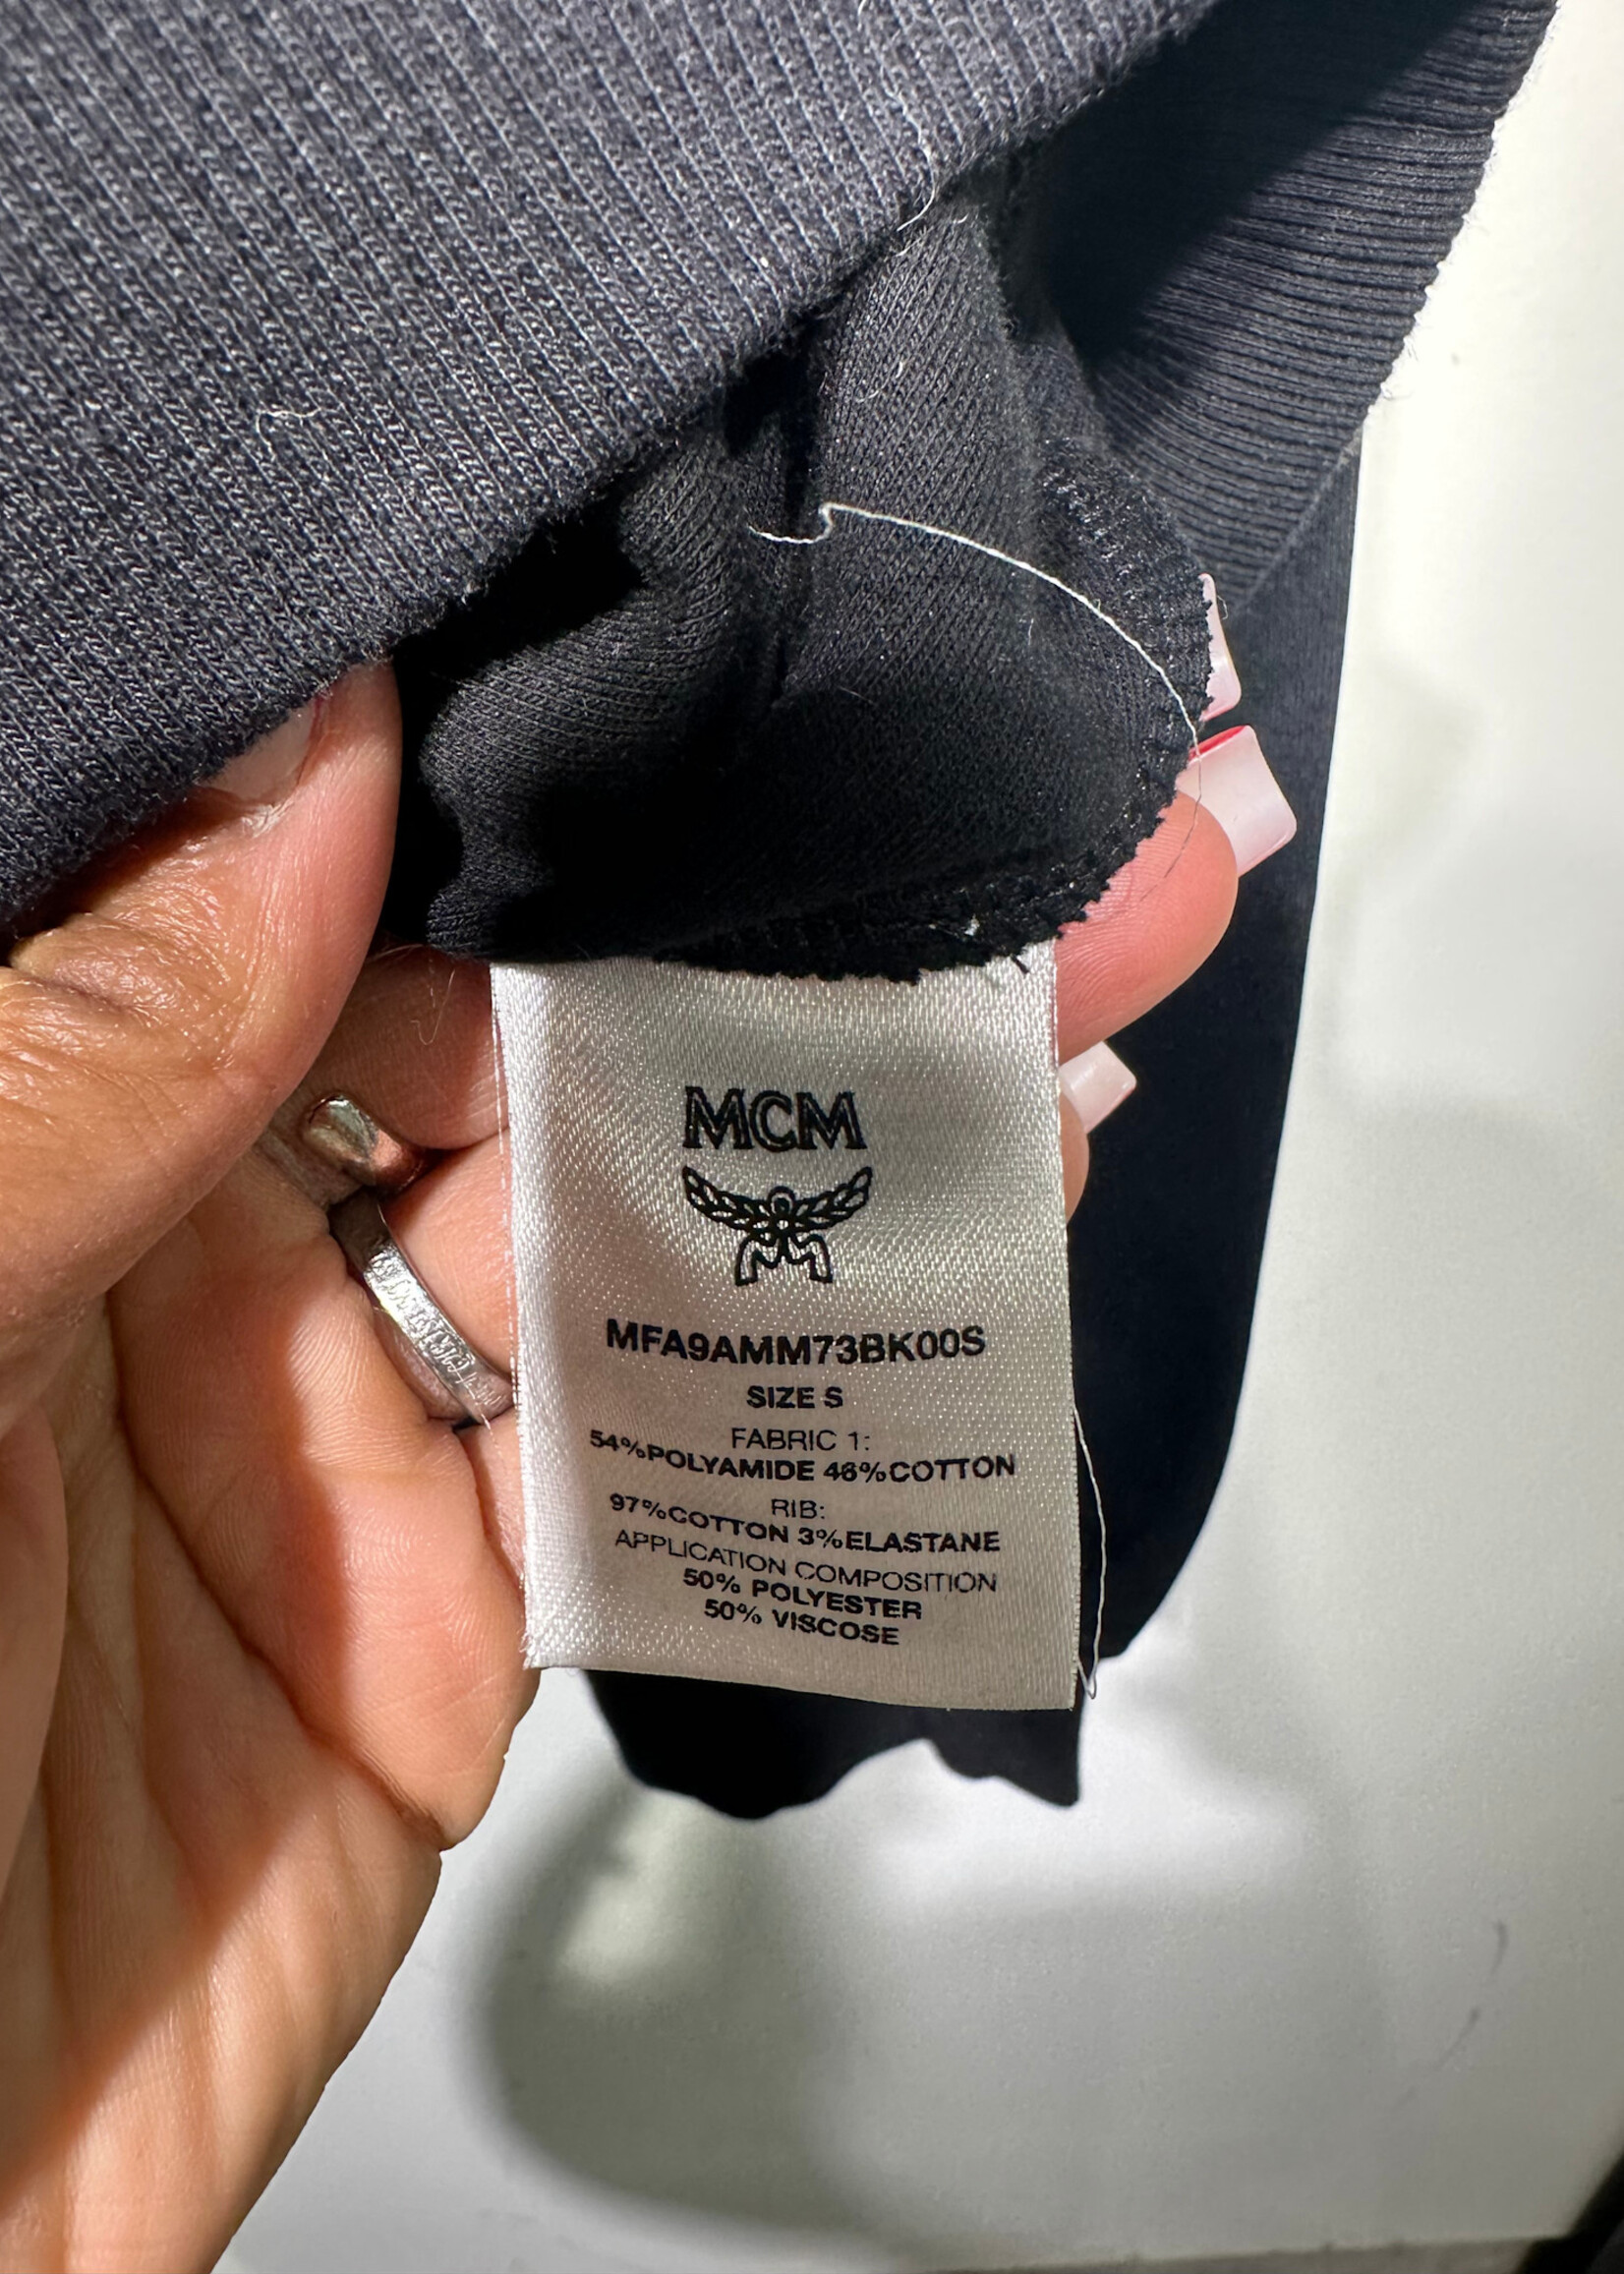 MCM
MFA9AMM73BK00S
SIZE S
FABRIC 1:
54%POLYAMIDE 46%COTTON
RIB:
97%COTTON 3%ELASTANE
APPLICATION COMPOSITION
50% POLYESTER
50% VISCOSE